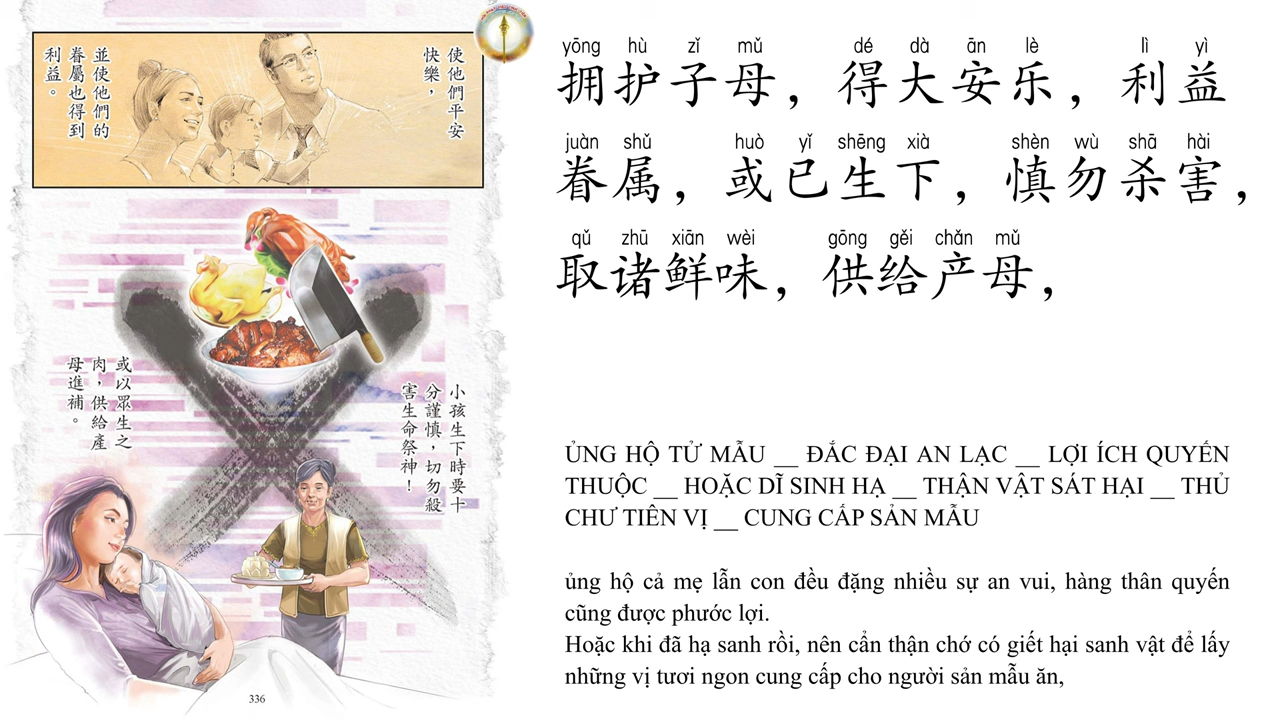 使他們平安
快樂，
並使他們的
眷屬也得到
利益。
小孩生下時要十
分謹慎，切勿殺
害生命祭神！
或以眾生之
肉，供給產
母進補。
336
yōng hù zǐ mǔ dé dà ān lè lì yì
拥护子母，得大安乐，利益
juàn shǔ huò yǐ shēng xià shèn wù shā hài
眷属，或已生下，慎勿杀害，
qǔ zhū xiān wèi gōng gěi chǎn mǔ
取诸鲜味，供给产母，
ỦNG HỘ TỬ MẪU __ ĐẮC ĐẠI AN LẠC __ LỢI ÍCH QUYẾN
THUỘC __ HOẶC DĨ SINH HẠ __ THẬN VẬT SÁT HẠI __ THỦ
CHƯ TIÊN VỊ __ CUNG CẤP SẢN MẪU
ủng hộ cả mẹ lẫn con đều đặng nhiều sự an vui, hàng thân quyến
cũng được phước lợi.
Hoặc khi đã hạ sanh rồi, nên cẩn thận chớ có giết hại sanh vật để lấy
những vị tươi ngon cung cấp cho người sản mẫu ăn,